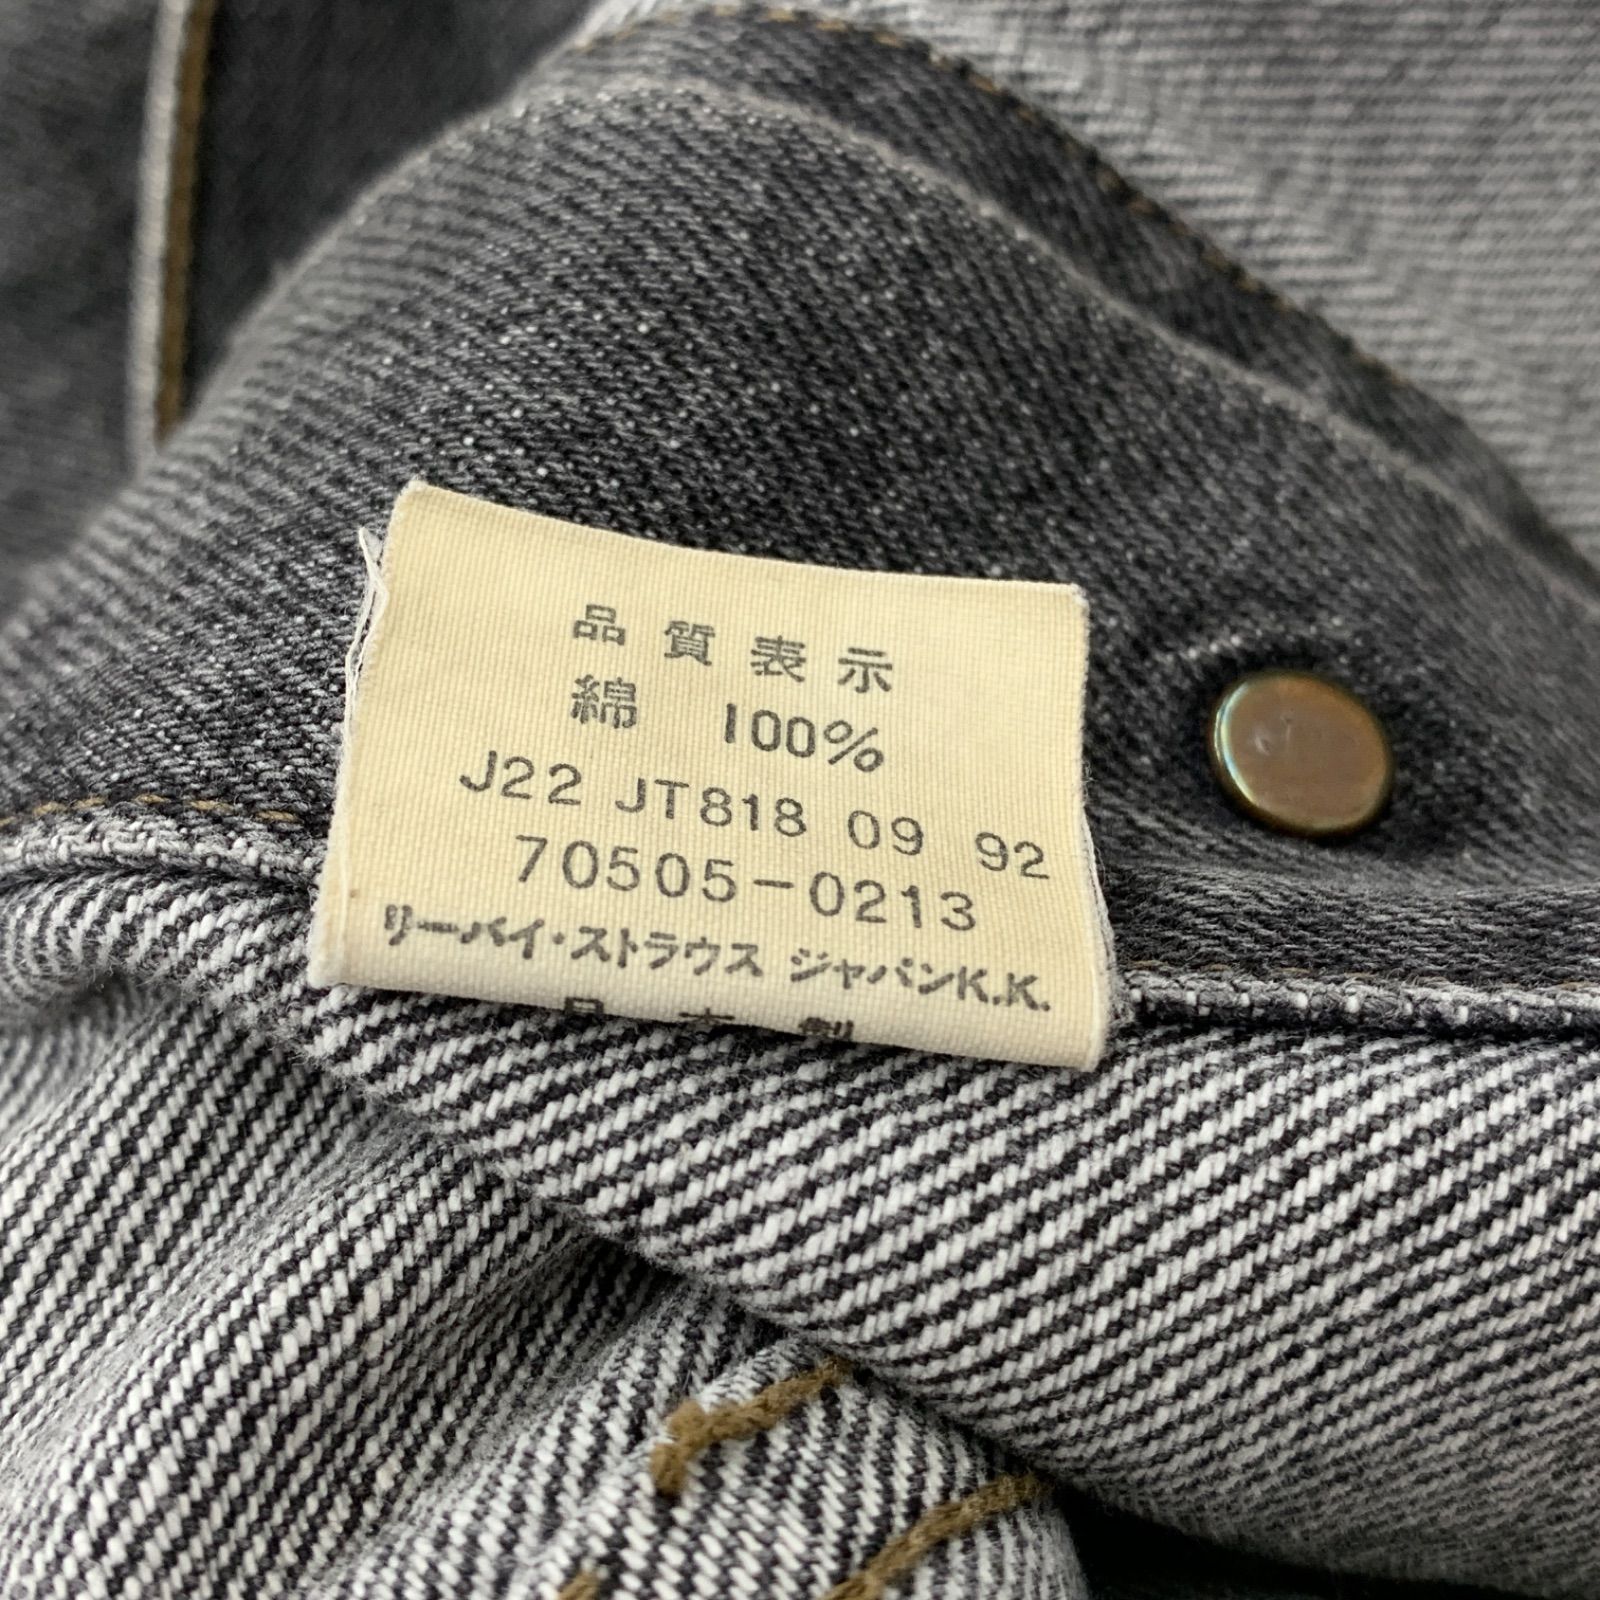 品質表示
綿 100%
J22 JT818 09 92
70505-0213
リーバイ・ストラウス ジャパンK.K.